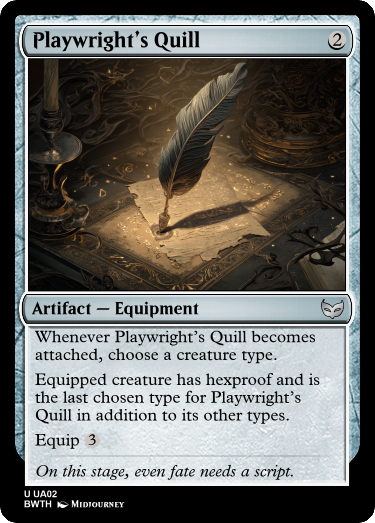 Playwright's Quill 2
Artifact — Equipment
Whenever Playwright's Quill becomes
attached, choose a creature type.
Equipped creature has hexproof and is
the last chosen type for Playwright's
Quill in addition to its other types.
Equip 3
On this stage, even fate needs a script.
U UA02
BWTH Midjourney